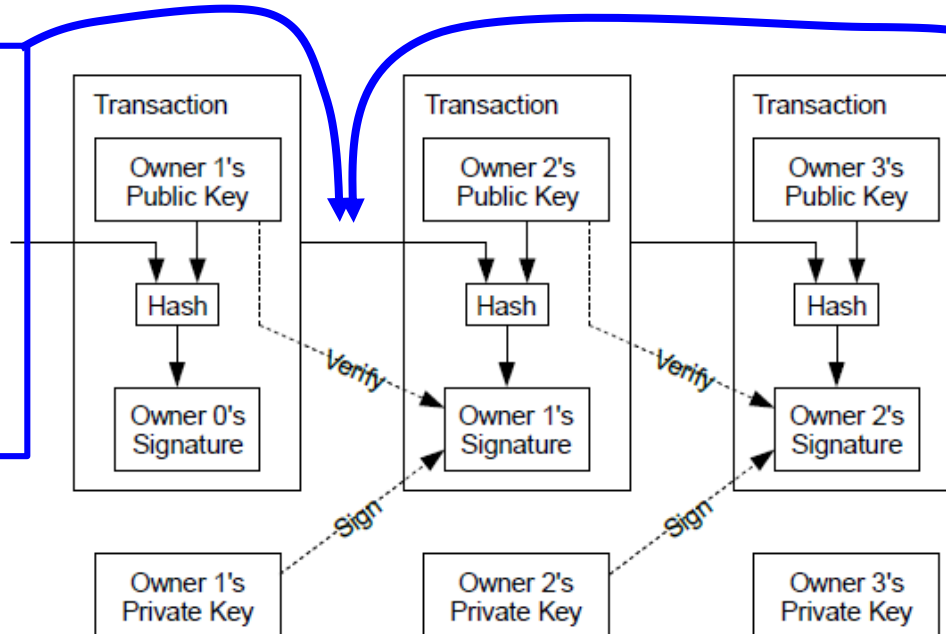 Transaction
Owner 1's
Public Key
Hash
Owner 0's
Signature
Transaction
Owner 2's
Public Key
Hash
Verify
Owner 1's
Signature
Transaction
Owner 3's
Public Key
Hash
Verify
Owner 2's
Signature
Sign
Sign
Owner 1's
Private Key
Owner 2's
Private Key
Owner 3's
Private Key